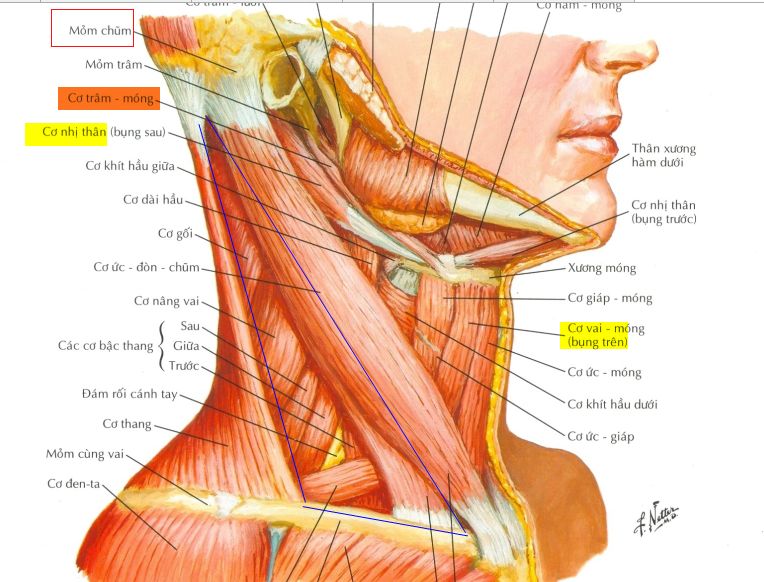 Cơ trâm - lưỡi
Cơ hàm - móng
Mỏm chũm
Mỏm trâm
Cơ trâm - móng
Cơ nhị thân (bụng sau)
Cơ khít hầu giữa
Cơ dài hầu
Cơ gối
Cơ ức - đòn - chũm
Cơ nâng vai
Các cơ bậc thang
Sau
Giữa
Trước
Đám rối cánh tay
Cơ thang
Mỏm cùng vai
Cơ đen-ta
Thân xương
hàm dưới
Cơ nhị thân
(bụng trước)
Xương móng
Cơ giáp - móng
Cơ vai - móng
(bụng trên)
Cơ ức - móng
Cơ khít hầu dưới
Cơ ức - giáp
F. Netter
M.D.